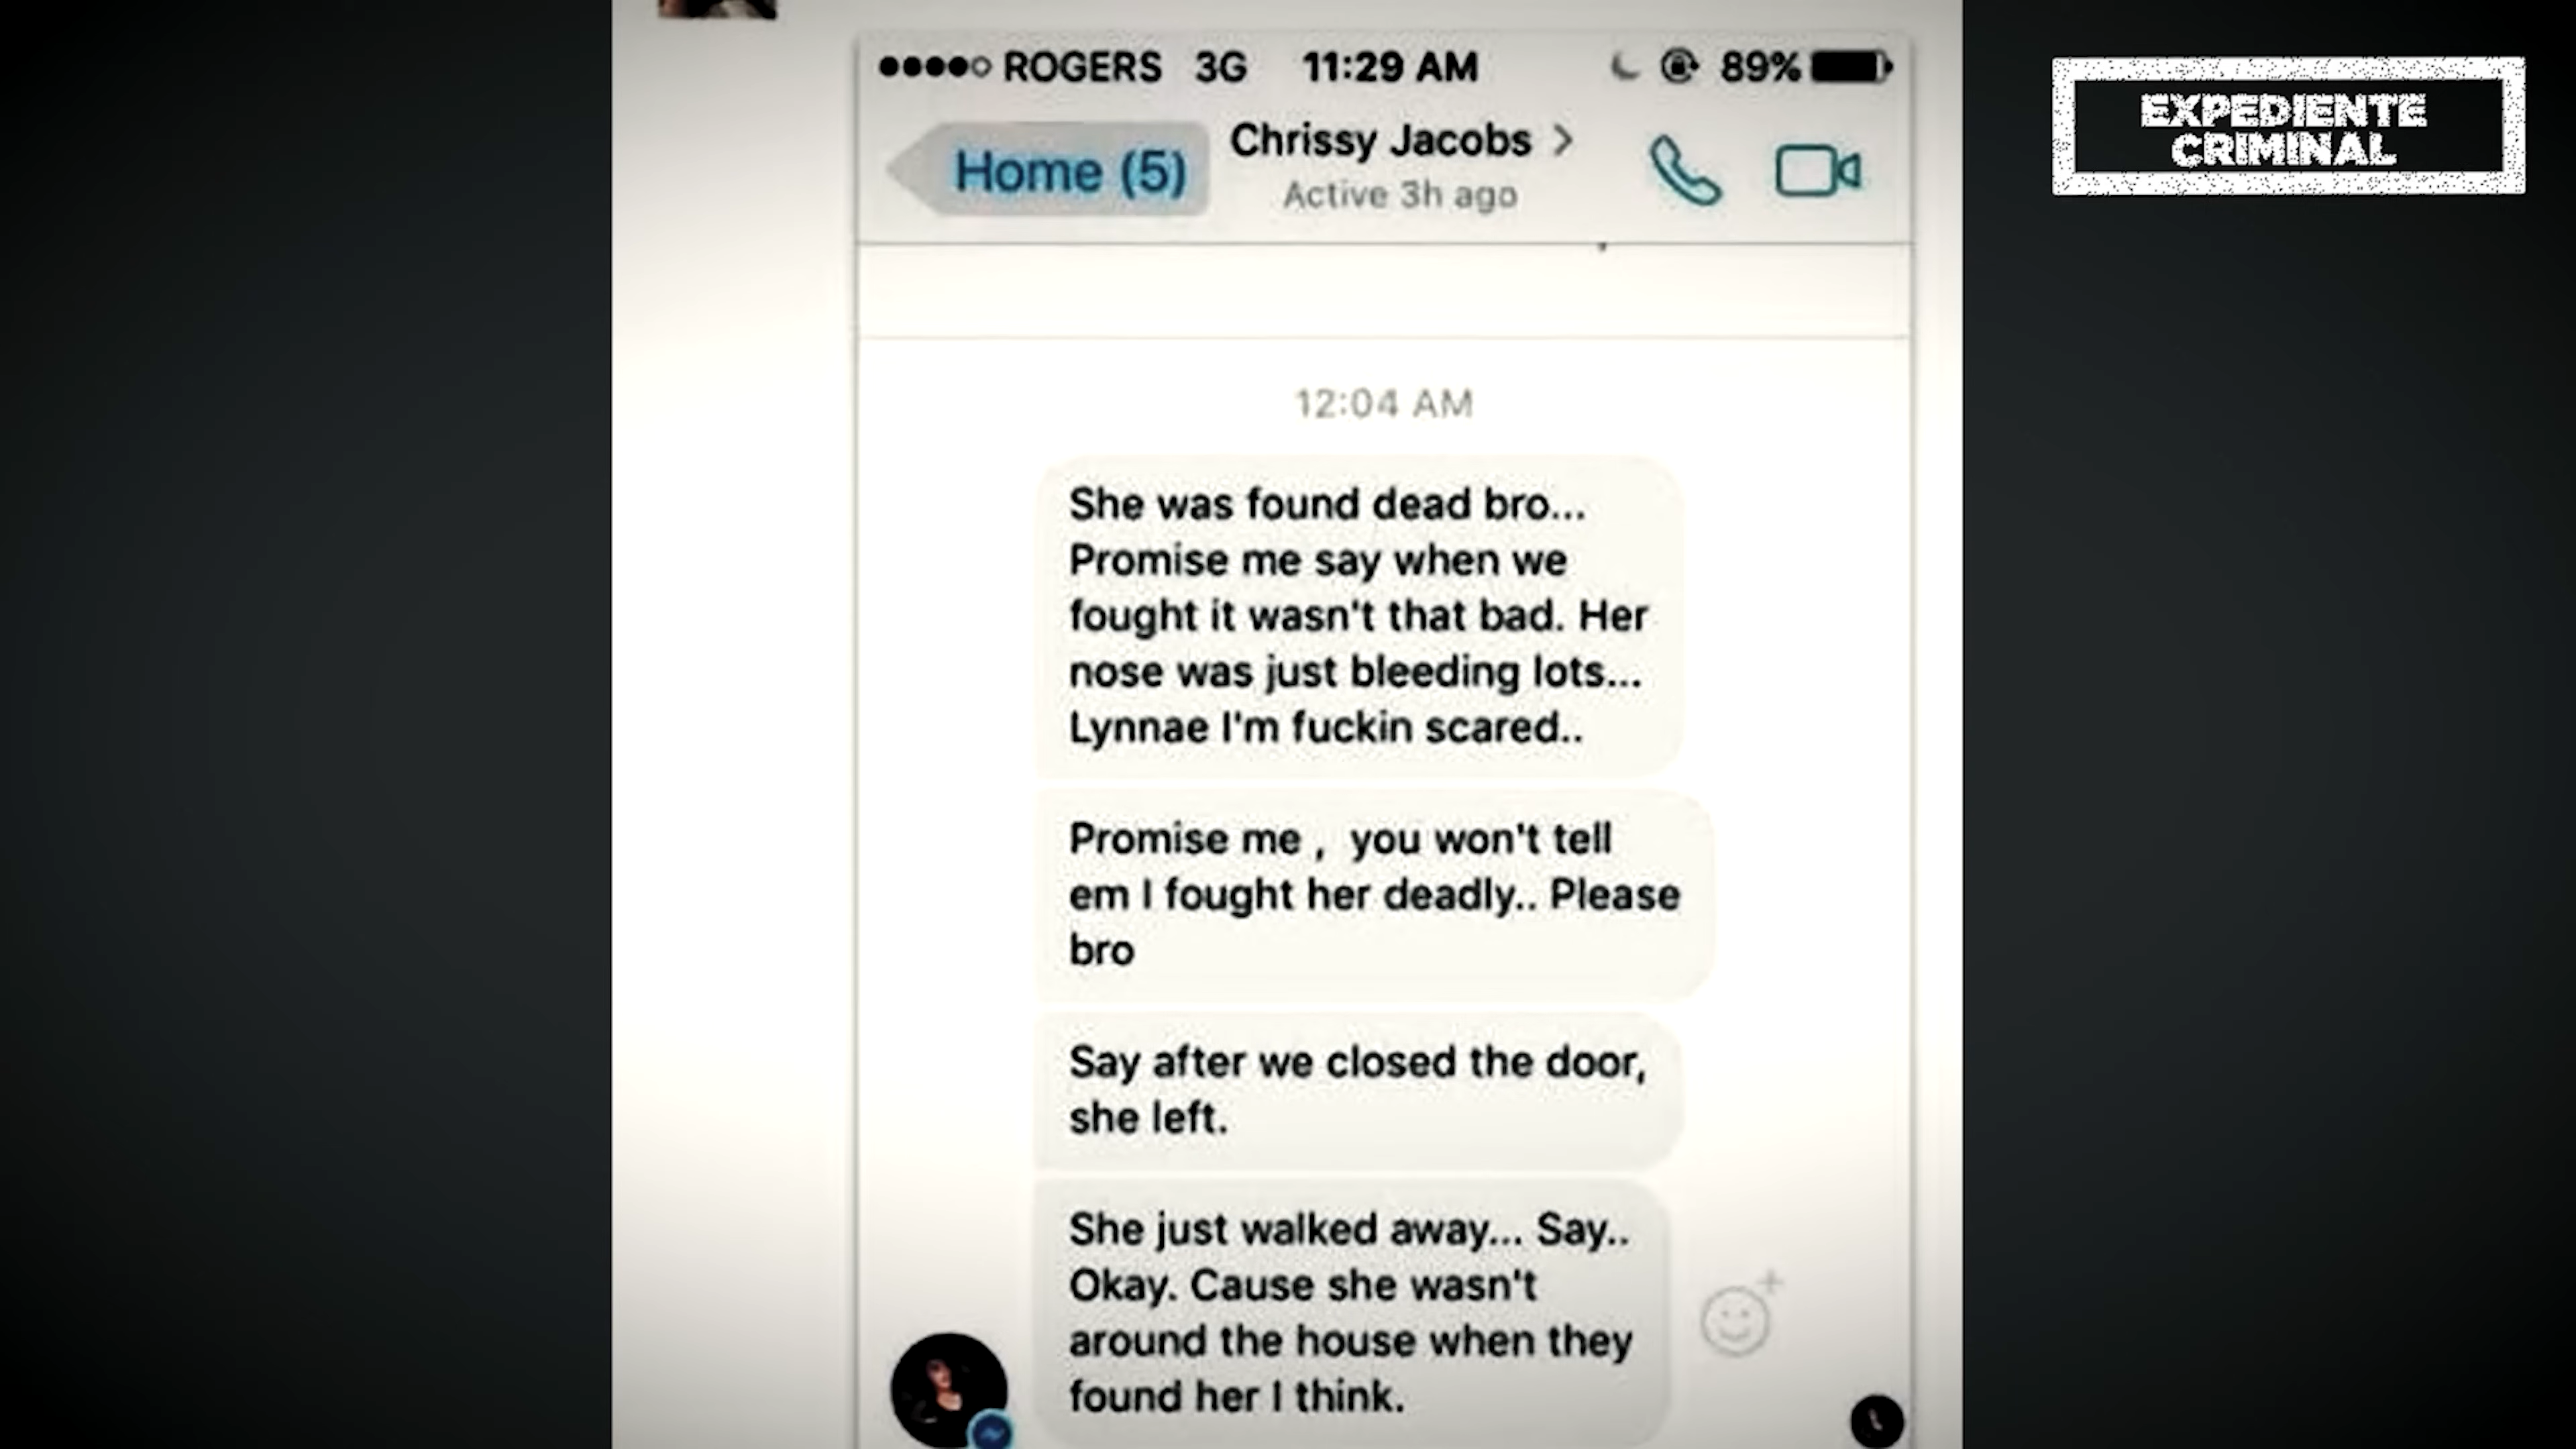 ROGERS 3G 11:29 AM 89%
EXPEDIENTE
CRIMINAL
Home (5)
Chrissy Jacobs >
Active 3h ago
12:04 AM
She was found dead bro...
Promise me say when we
fought it wasn't that bad. Her
nose was just bleeding lots...
Lynnae I'm fuckin scared..
Promise me , you won't tell
em I fought her deadly.. Please
bro
Say after we closed the door,
she left.
She just walked away... Say..
Okay. Cause she wasn't
around the house when they
found her I think.